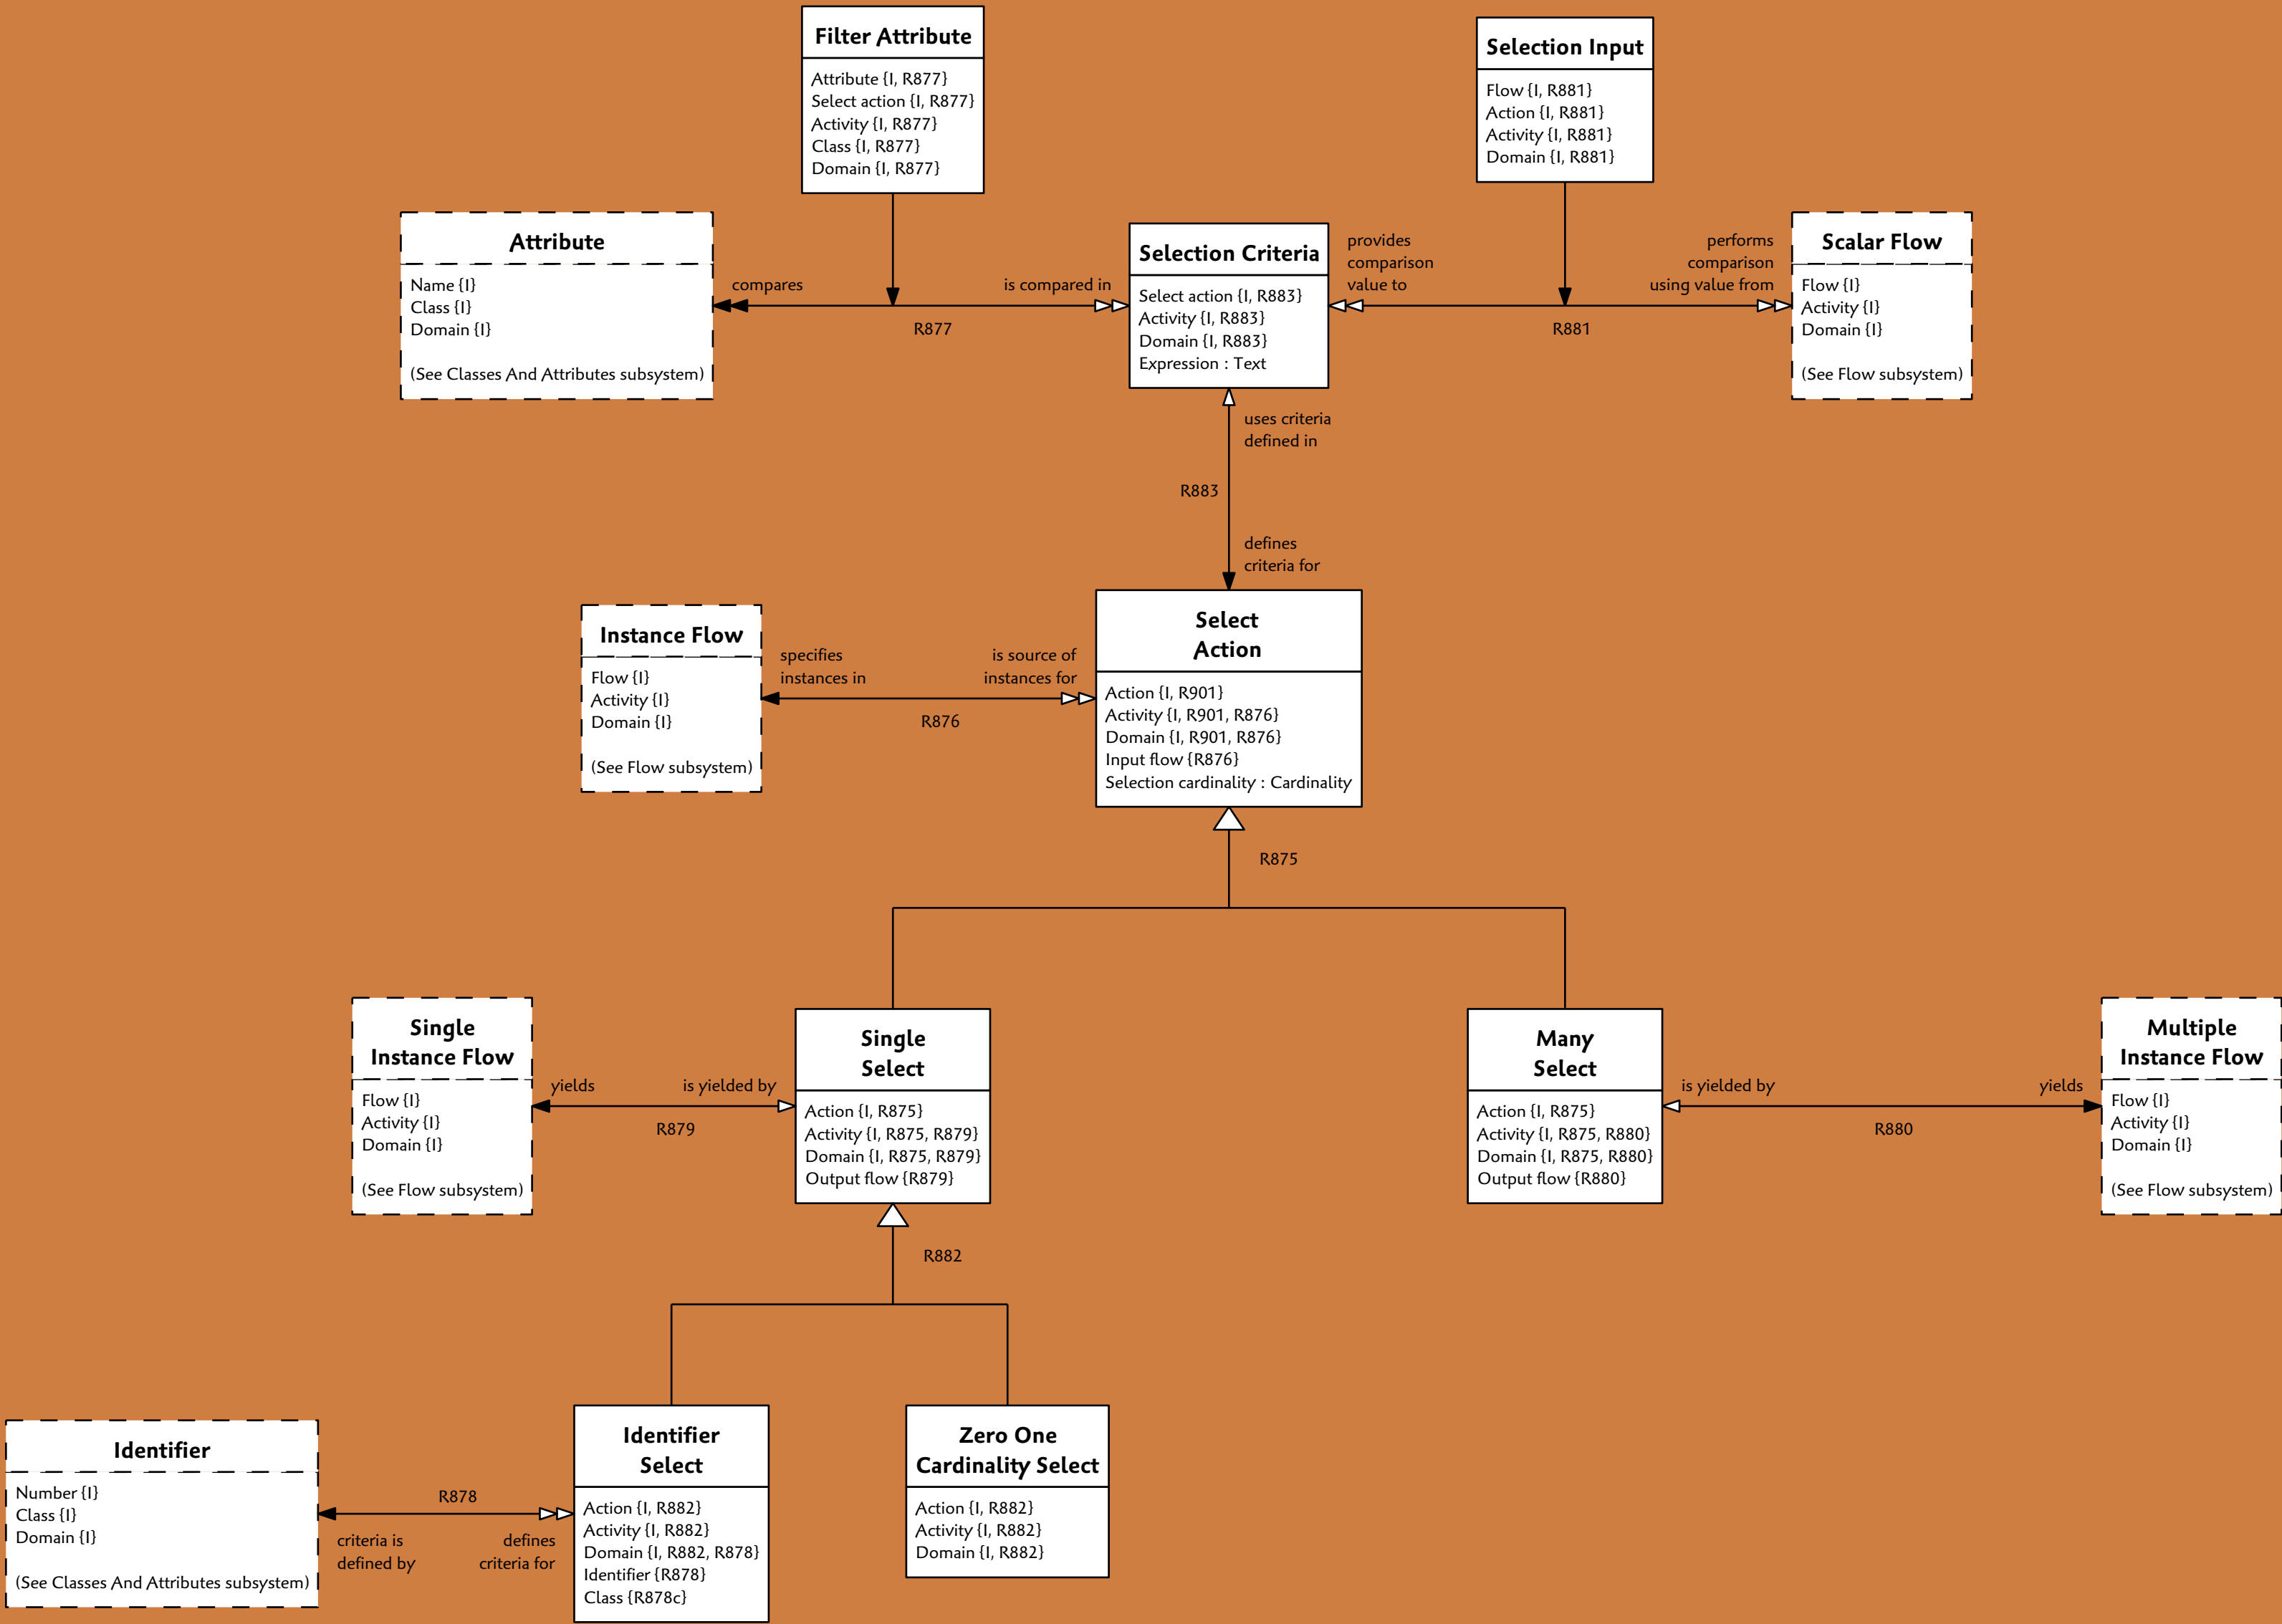 Filter Attribute
Attribute {I, R877}
Select action {I, R877}
Activity {I, R877}
Class {I, R877}
Domain {I, R877}
Selection Input
Flow {I, R881}
Action {I, R881}
Activity {I, R881}
Domain {I, R881}
Attribute
Name {I}
Class {I}
Domain {I}
(See Classes And Attributes subsystem)
compares
is compared in
R877
Selection Criteria
Select action {I, R883}
Activity {I, R883}
Domain {I, R883}
Expression : Text
provides
comparison
value to
performs
comparison
using value from
R881
Scalar Flow
Flow {I}
Activity {I}
Domain {I}
(See Flow subsystem)
uses criteria
defined in
R883
defines
criteria for
Instance Flow
Flow {I}
Activity {I}
Domain {I}
(See Flow subsystem)
specifies
instances in
is source of
instances for
R876
Select
Action
Action {I, R901}
Activity {I, R901, R876}
Domain {I, R901, R876}
Input flow {R876}
Selection cardinality : Cardinality
R875
Single
Instance Flow
Flow {I}
Activity {I}
Domain {I}
(See Flow subsystem)
yields
is yielded by
R879
Single
Select
Action {I, R875}
Activity {I, R875, R879}
Domain {I, R875, R879}
Output flow {R879}
Many
Select
Action {I, R875}
Activity {I, R875, R880}
Domain {I, R875, R880}
Output flow {R880}
is yielded by
yields
R880
Multiple
Instance Flow
Flow {I}
Activity {I}
Domain {I}
(See Flow subsystem)
R882
Identifier
Number {I}
Class {I}
Domain {I}
(See Classes And Attributes subsystem)
R878
criteria is
defined by
defines
criteria for
Identifier
Select
Action {I, R882}
Activity {I, R882}
Domain {I, R882, R878}
Identifier {R878}
Class {R878c}
Zero One
Cardinality Select
Action {I, R882}
Activity {I, R882}
Domain {I, R882}